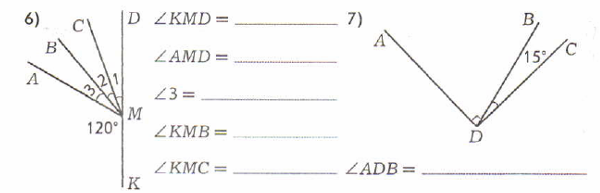 6)
D
C
B
A
1
2
3
M
120°
K
∠KMD =
∠AMD =
∠3 =
∠KMB =
∠KMC =
7)
A
B
C
15°
D
∠ADB =